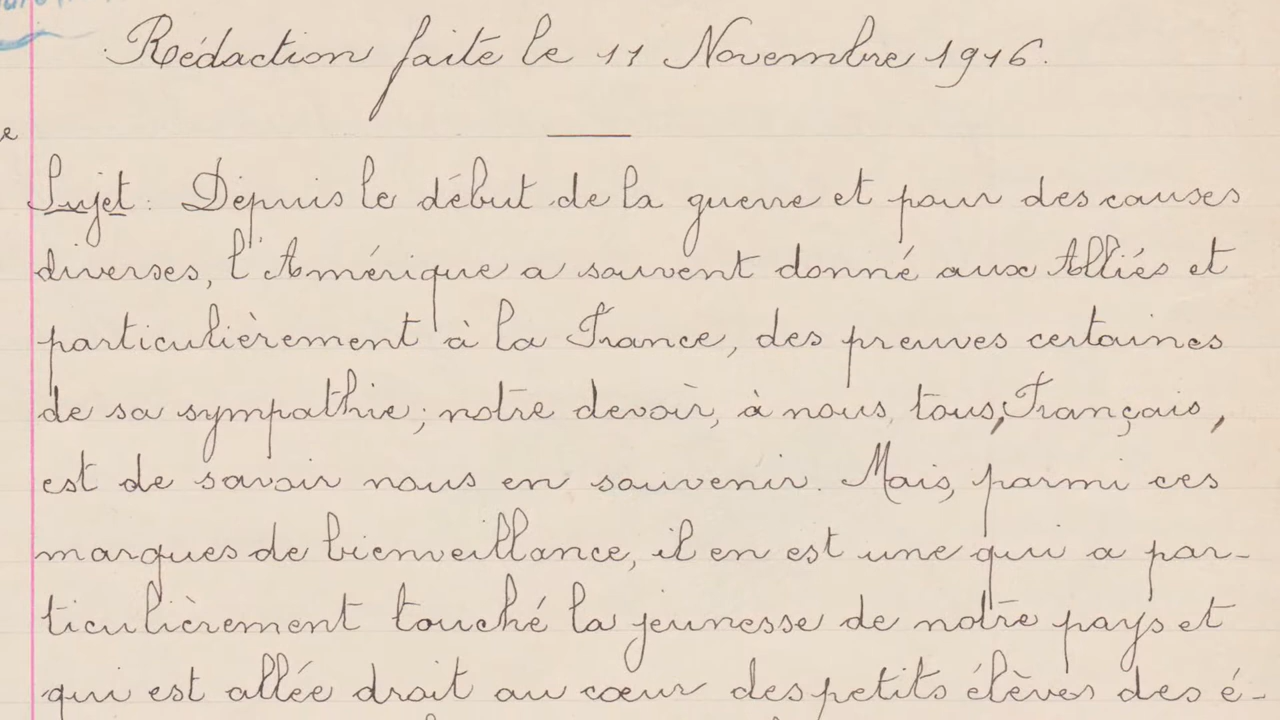 Rédaction faite le 11 Novembre 1916.
Sujet : Depuis le début de la guerre et pour des causes
diverses, l'Amérique a souvent donné aux Alliés et
particulièrement à la France, des preuves certaines
de sa sympathie ; notre devoir, à nous, tous, Français,
est de savoir nous en souvenir. Mais, parmi ces
marques de bienveillance, il en est une qui a par-
ticulièrement touché la jeunesse de notre pays et
qui est allée droit au cœur des petits élèves des é-